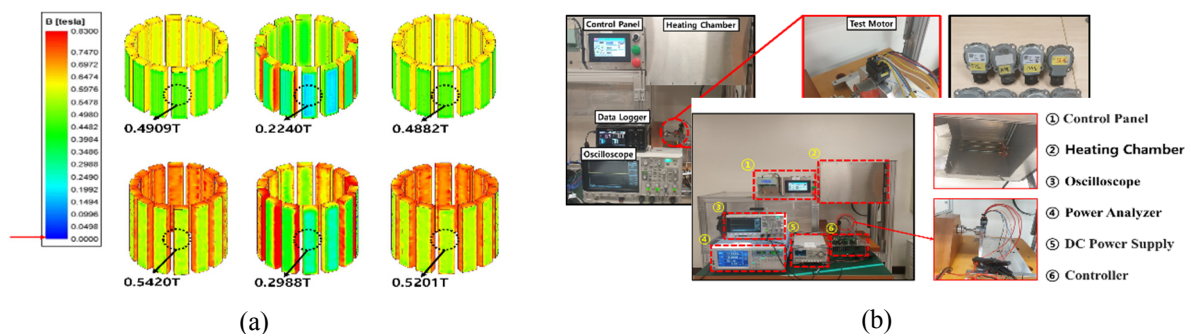 B [tesla]
0.8300
0.7470
0.6474
0.5976
0.5478
0.4980
0.4482
0.3984
0.3486
0.2988
0.2490
0.1992
0.1494
0.0996
0.0498
0.0000
0.4909T
0.2240T
0.4882T
0.5420T
0.2988T
0.5201T
(a)
Control Panel
Heating Chamber
Test Motor
Data Logger
Oscilloscope
①
②
③
④
⑤
⑥
① Control Panel
② Heating Chamber
③ Oscilloscope
④ Power Analyzer
⑤ DC Power Supply
⑥ Controller
(b)